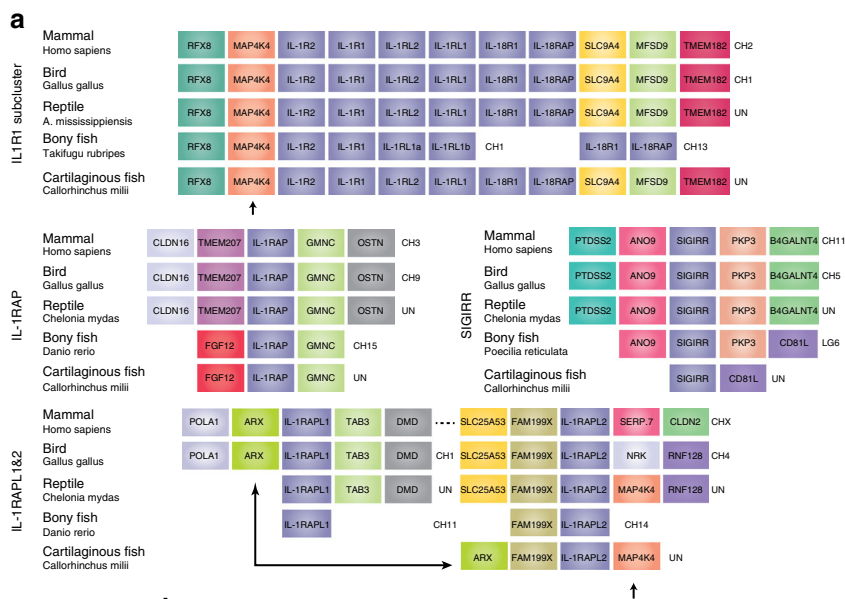 a
IL1R1 subcluster
Mammal
Homo sapiens
RFX8 MAP4K4 IL-1R2 IL-1R1 IL-1RL2 IL-1RL1 IL-18R1 IL-18RAP SLC9A4 MFSD9 TMEM182 CH2
Bird
Gallus gallus
RFX8 MAP4K4 IL-1R2 IL-1R1 IL-1RL2 IL-1RL1 IL-18R1 IL-18RAP SLC9A4 MFSD9 TMEM182 CH1
Reptile
A. mississippiensis
RFX8 MAP4K4 IL-1R2 IL-1R1 IL-1RL2 IL-1RL1 IL-18R1 IL-18RAP SLC9A4 MFSD9 TMEM182 UN
Bony fish
Takifugu rubripes
RFX8 MAP4K4 IL-1R2 IL-1R1 IL-1RL1a IL-1RL1b CH1 IL-18R1 IL-18RAP CH13
Cartilaginous fish
Callorhinchus milii
RFX8 MAP4K4 IL-1R2 IL-1R1 IL-1RL2 IL-1RL1 IL-18R1 IL-18RAP SLC9A4 MFSD9 TMEM182 UN
IL-1RAP
Mammal
Homo sapiens
CLDN16 TMEM207 IL-1RAP GMNC OSTN CH3
Bird
Gallus gallus
CLDN16 TMEM207 IL-1RAP GMNC OSTN CH9
Reptile
Chelonia mydas
CLDN16 TMEM207 IL-1RAP GMNC OSTN UN
Bony fish
Danio rerio
FGF12 IL-1RAP GMNC CH15
Cartilaginous fish
Callorhinchus milii
FGF12 IL-1RAP GMNC UN
SIGIRR
Mammal
Homo sapiens
PTDSS2 ANO9 SIGIRR PKP3 B4GALNT4 CH11
Bird
Gallus gallus
PTDSS2 ANO9 SIGIRR PKP3 B4GALNT4 CH5
Reptile
Chelonia mydas
PTDSS2 ANO9 SIGIRR PKP3 B4GALNT4 UN
Bony fish
Poecilia reticulata
ANO9 SIGIRR PKP3 CD81L LG6
Cartilaginous fish
Callorhinchus milii
SIGIRR CD81L UN
IL-1RAPL1&2
Mammal
Homo sapiens
POLA1 ARX IL-1RAPL1 TAB3 DMD SLC25A53 FAM199X IL-1RAPL2 SERP.7 CLDN2 CHX
Bird
Gallus gallus
POLA1 ARX IL-1RAPL1 TAB3 DMD CH1 SLC25A53 FAM199X IL-1RAPL2 NRK RNF128 CH4
Reptile
Chelonia mydas
IL-1RAPL1 TAB3 DMD UN SLC25A53 FAM199X IL-1RAPL2 MAP4K4 RNF128 UN
Bony fish
Danio rerio
IL-1RAPL1 CH11 FAM199X IL-1RAPL2 CH14
Cartilaginous fish
Callorhinchus milii
ARX FAM199X IL-1RAPL2 MAP4K4 UN